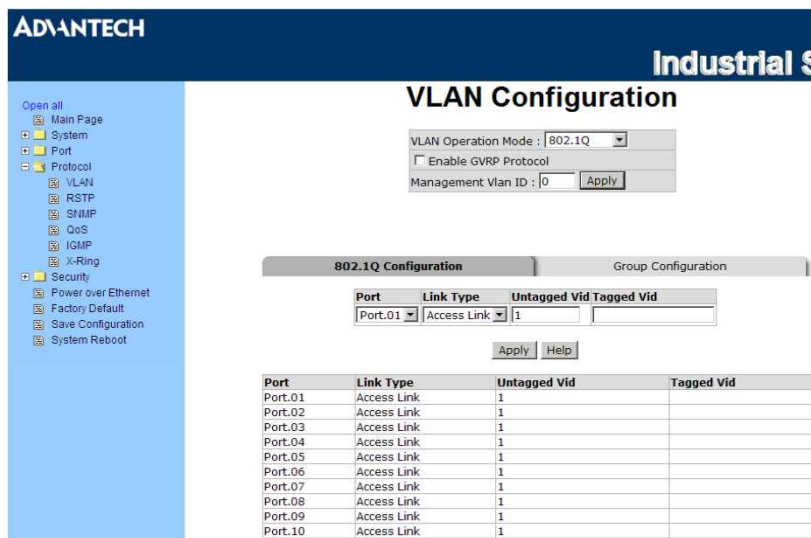 ADVANTECH
Industrial S
Open all
Main Page
System
Port
Protocol
VLAN
RSTP
SNMP
QoS
IGMP
X-Ring
Security
Power over Ethernet
Factory Default
Save Configuration
System Reboot
VLAN Configuration
VLAN Operation Mode : 802.1Q
Enable GVRP Protocol
Management Vlan ID : 0 Apply
802.1Q Configuration Group Configuration
Port Link Type Untagged Vid Tagged Vid
Port.01 Access Link 1
Apply Help
Port Link Type Untagged Vid Tagged Vid
Port.01 Access Link 1
Port.02 Access Link 1
Port.03 Access Link 1
Port.04 Access Link 1
Port.05 Access Link 1
Port.06 Access Link 1
Port.07 Access Link 1
Port.08 Access Link 1
Port.09 Access Link 1
Port.10 Access Link 1